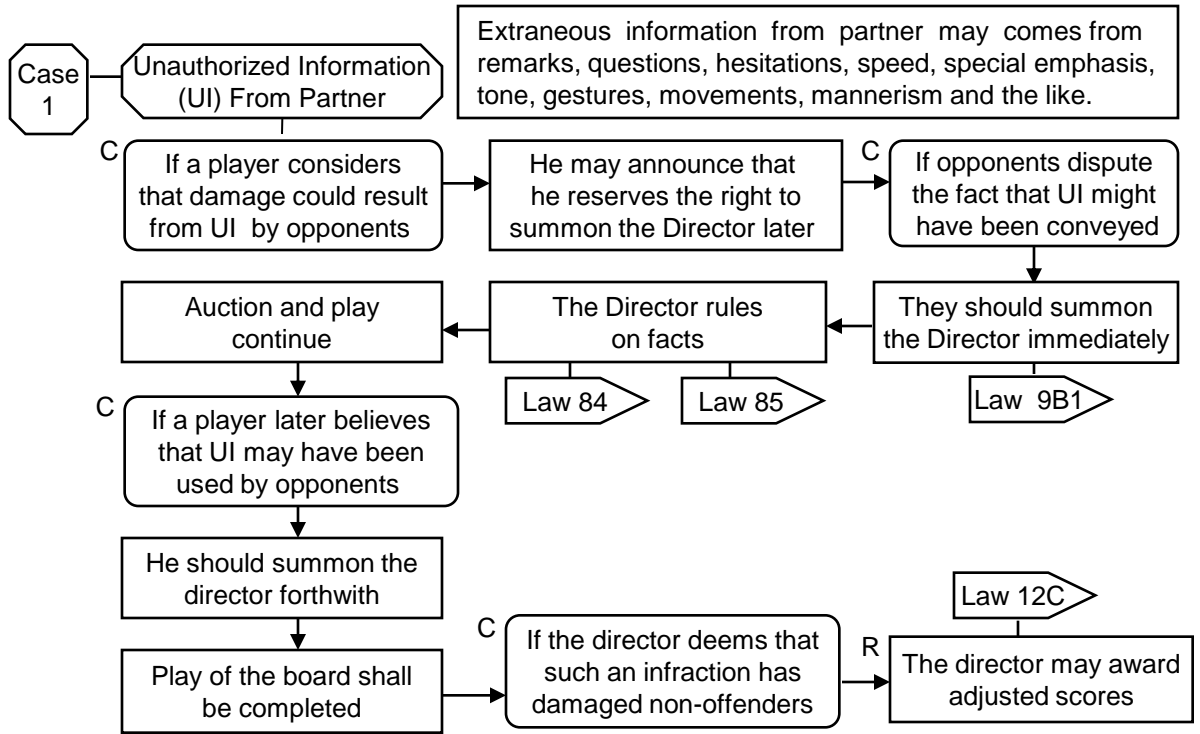 Case
1
Unauthorized Information
(UI) From Partner
Extraneous information from partner may comes from
remarks, questions, hesitations, speed, special emphasis,
tone, gestures, movements, mannerism and the like.
C
If a player considers
that damage could result
from UI by opponents
He may announce that
he reserves the right to
summon the Director later
C
If opponents dispute
the fact that UI might
have been conveyed
They should summon
the Director immediately
Law 9B1
The Director rules
on facts
Law 84
Law 85
Auction and play
continue
C
If a player later believes
that UI may have been
used by opponents
He should summon the
director forthwith
Play of the board shall
be completed
C
If the director deems that
such an infraction has
damaged non-offenders
R
Law 12C
The director may award
adjusted scores